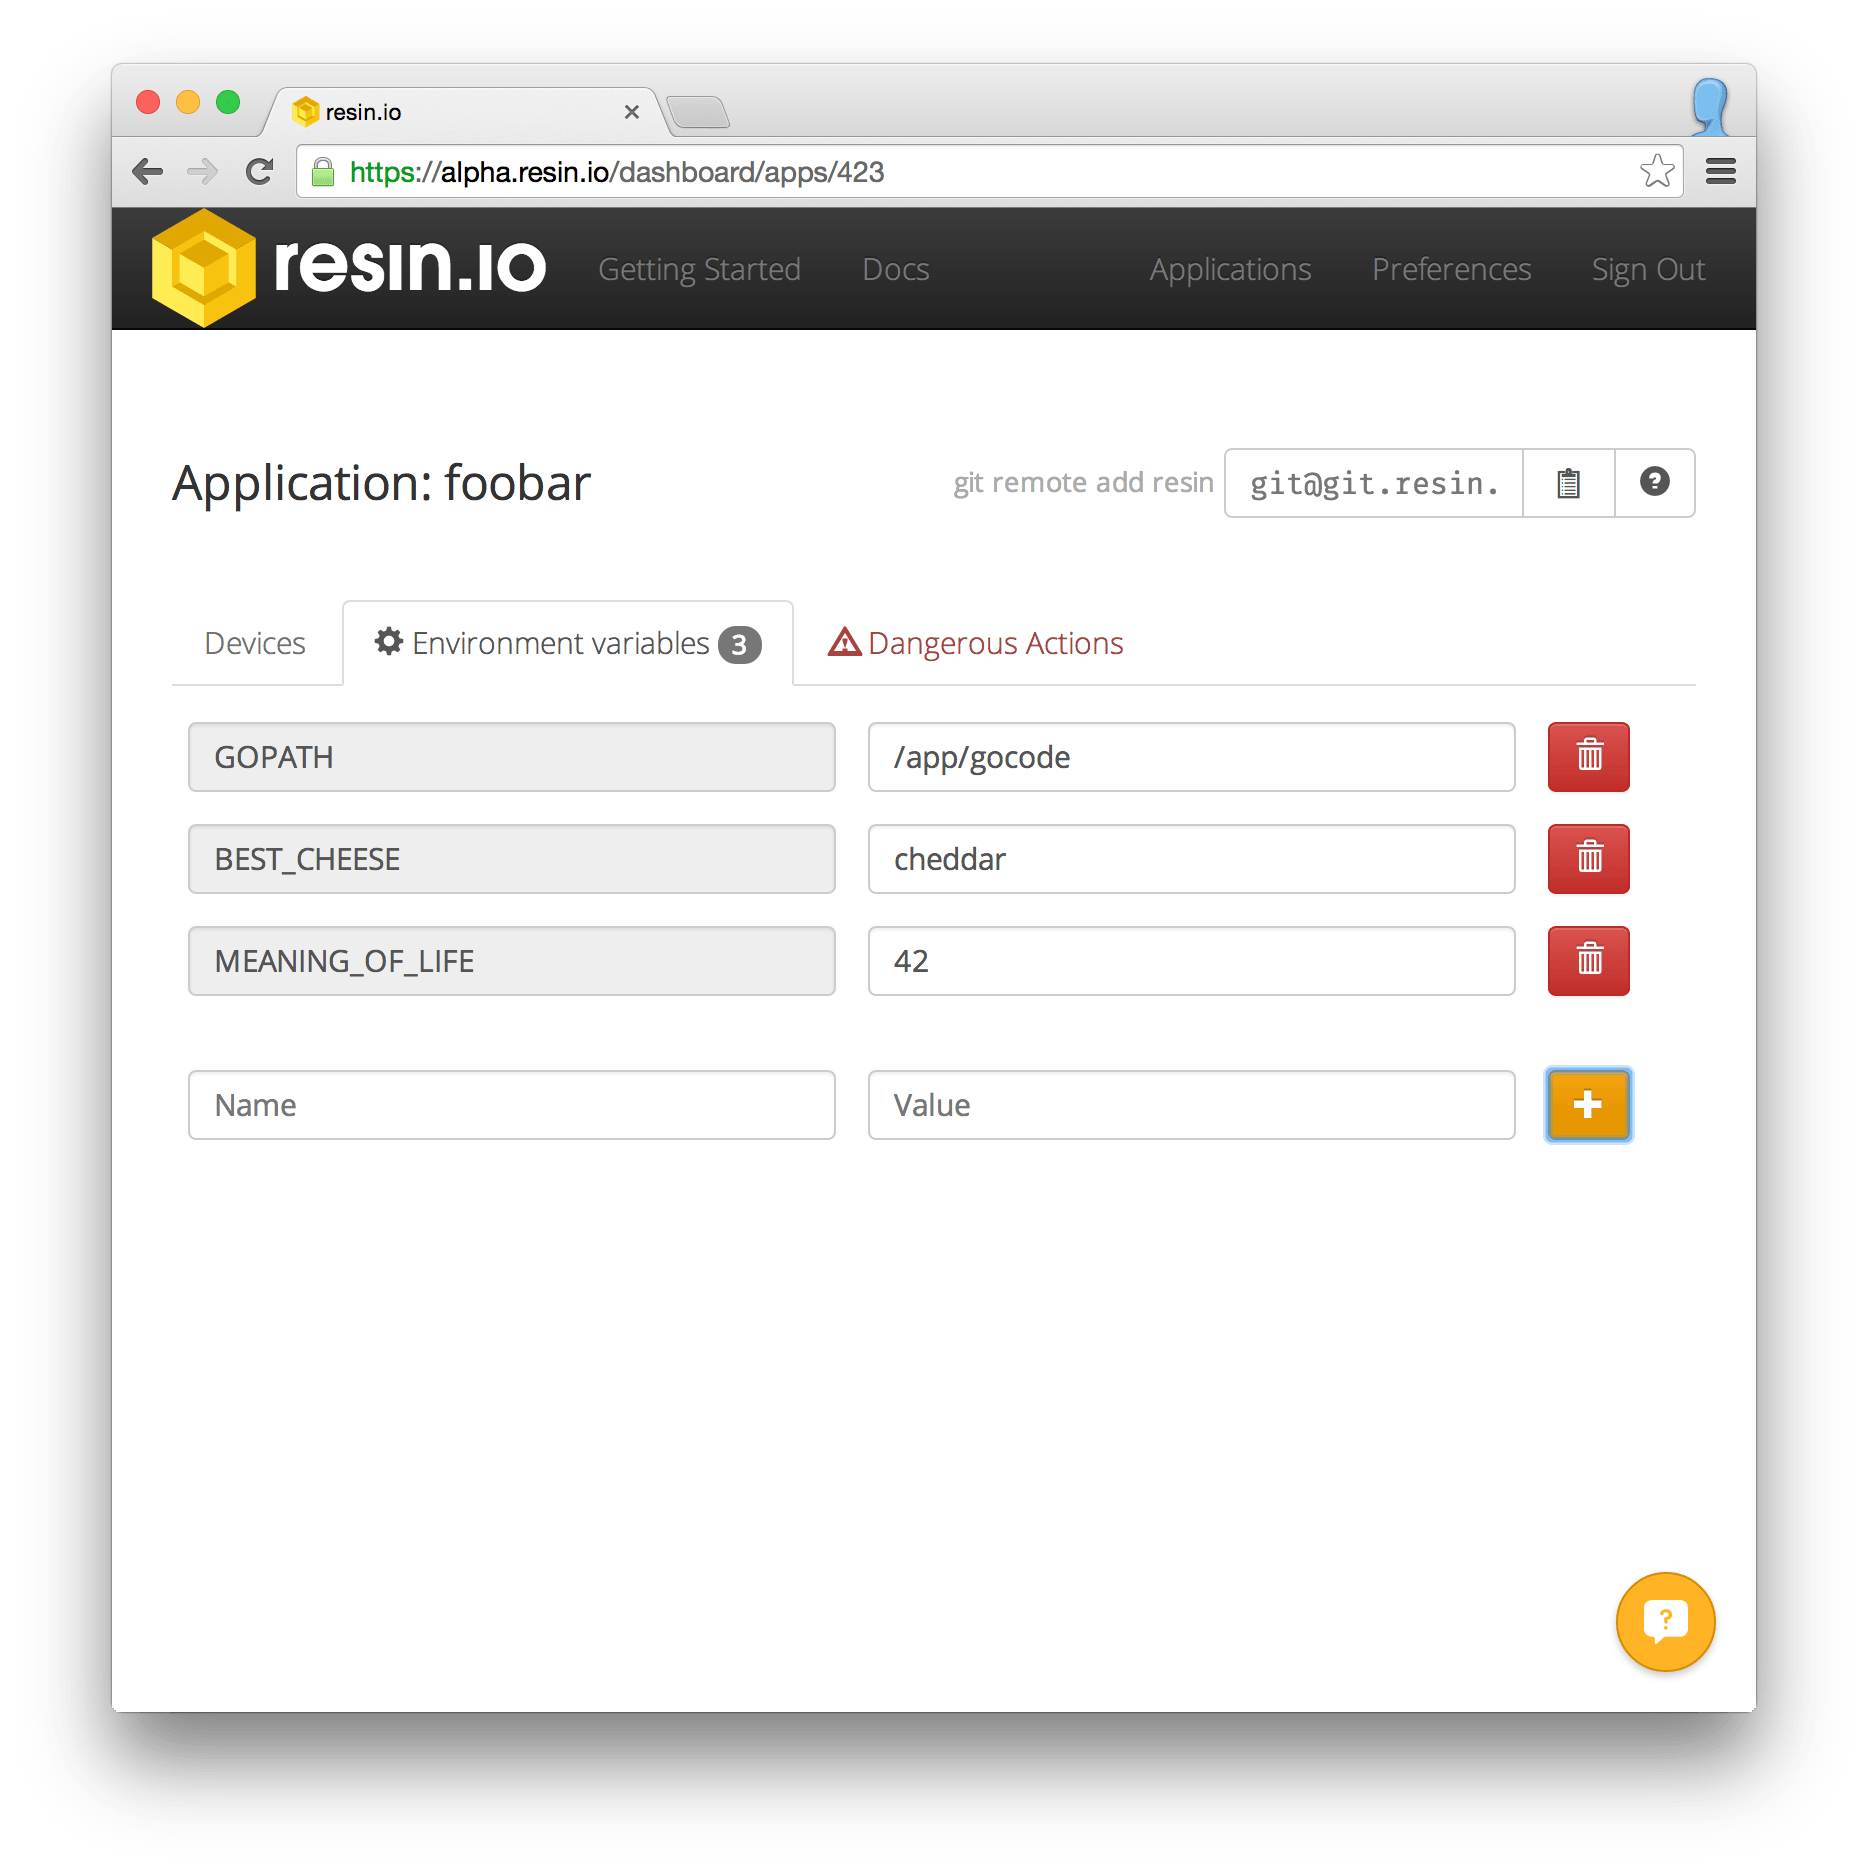 resin.io
https://alpha.resin.io/dashboard/apps/423
resin.io Getting Started Docs Applications Preferences Sign Out
Application: foobar git remote add resin git@git.resin.
Devices Environment variables 3 Dangerous Actions
GOPATH /app/gocode
BEST_CHEESE cheddar
MEANING_OF_LIFE 42
Name Value